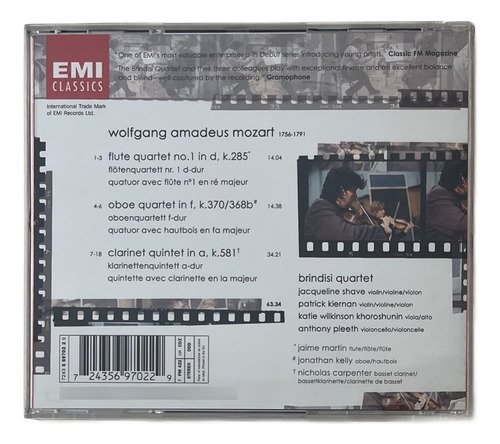 One of EMI's most valuable enterprises is its Debut series introducing young artists. Classic FM Magazine
The Brindisi Quartet and their three colleagues play with exceptional finesse and an excellent balance
and blend—well captured by the recording. Gramophone
EMI
CLASSICS
International Trade Mark
of EMI Records Ltd.
wolfgang amadeus mozart 1756-1791
1-3 flute quartet no.1 in d, k.285* 14.04
flötenquartett nr. 1 d-dur
quatuor avec flûte n°1 en ré majeur
4-6 oboe quartet in f, k.370/368b# 14.38
oboenquartett f-dur
quatuor avec hautbois en fa majeur
7-18 clarinet quintet in a, k.581† 34.21
klarinettenquintett a-dur
quintette avec clarinette en la majeur
63.34
brindisi quartet
jacqueline shave violin/violine/violon
patrick kiernan violin/violine/violon
katie wilkinson khoroshunin viola/alto
anthony pleeth violoncello/violoncelle
* jaime martin flute/flöte/flûte
# jonathan kelly oboe/hautbois
† nicholas carpenter basset clarinet/
bassettklarinette/clarinette de basset
7 24356 97022 9
STEREO DDD